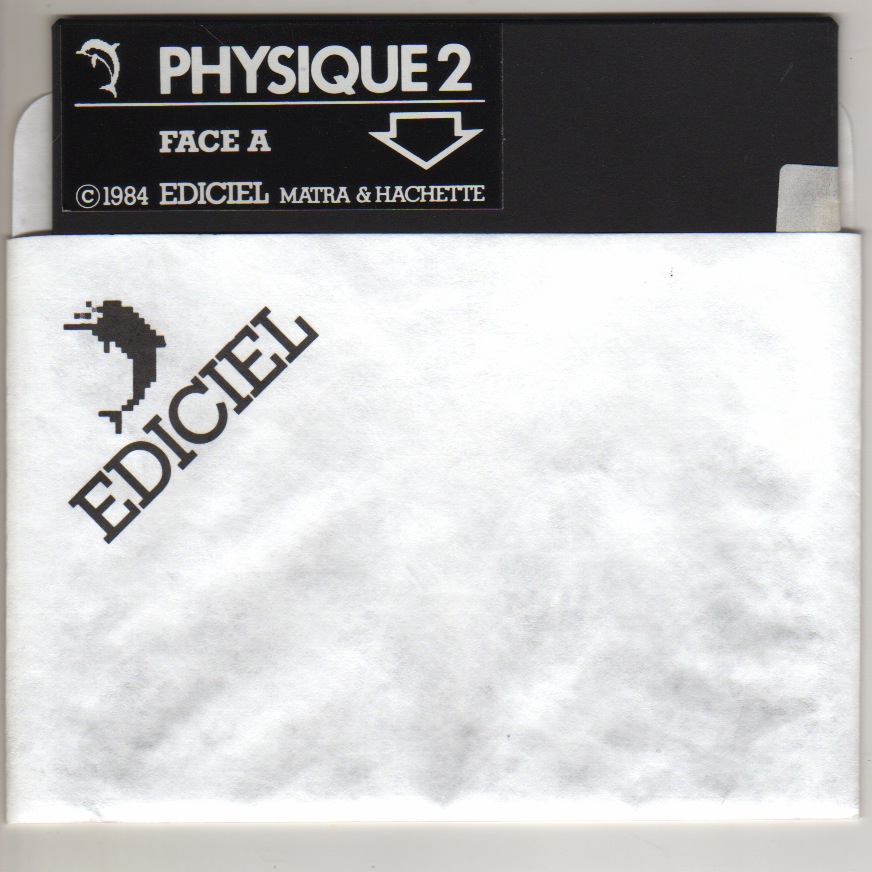 PHYSIQUE 2
FACE A
©1984 EDICIEL MATRA & HACHETTE
EDICIEL